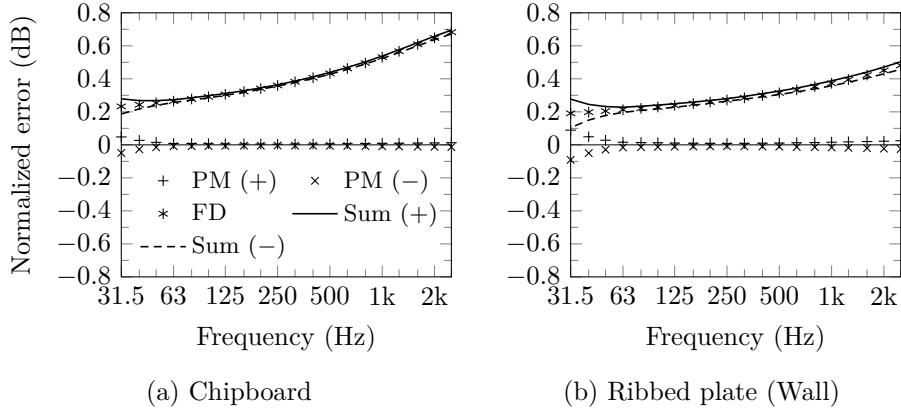 Normalized error (dB)
0.8
0.6
0.4
0.2
0
−0.2
−0.4
−0.6
−0.8
PM (+)
PM (−)
FD
Sum (+)
Sum (−)
31.5 63 125 250 500 1k 2k
Frequency (Hz)
(a) Chipboard
0.8
0.6
0.4
0.2
0
−0.2
−0.4
−0.6
−0.8
31.5 63 125 250 500 1k 2k
Frequency (Hz)
(b) Ribbed plate (Wall)